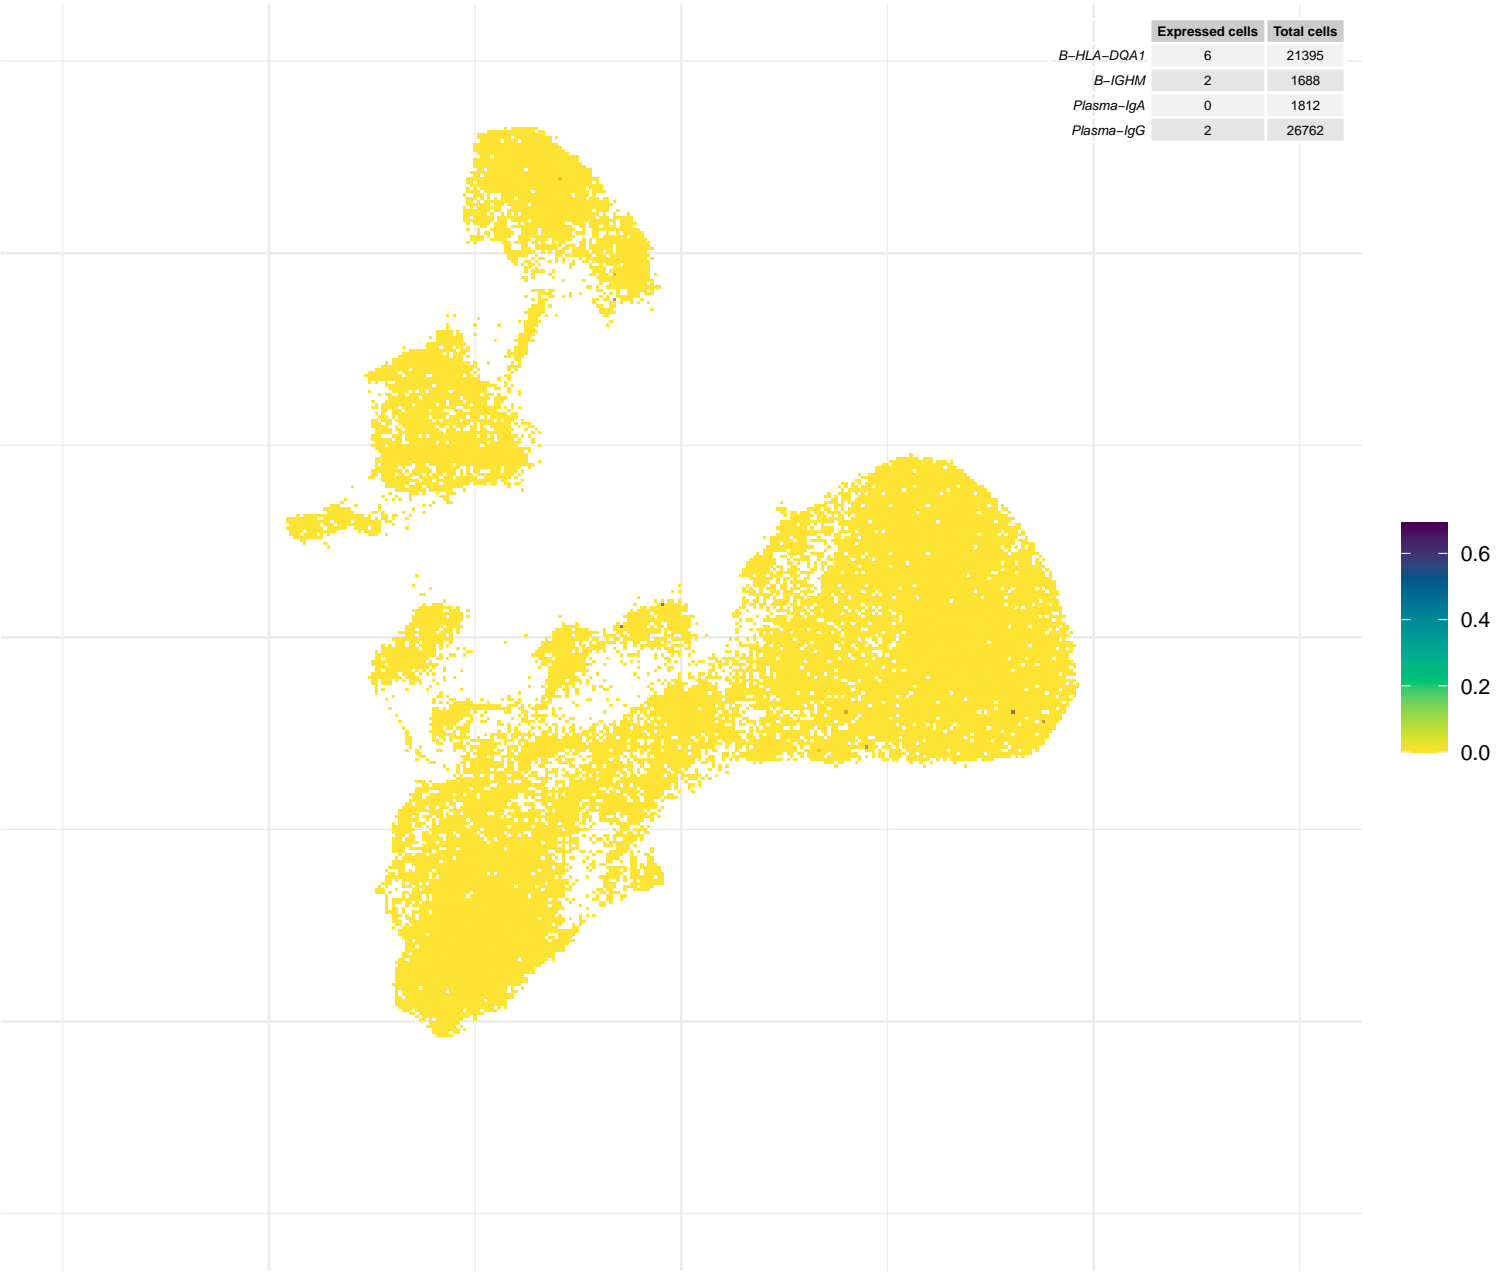 Expressed cells Total cells
B−HLA−DQA1 6 21395
B−IGHM 2 1688
Plasma−IgA 0 1812
Plasma−IgG 2 26762
0.6
0.4
0.2
0.0